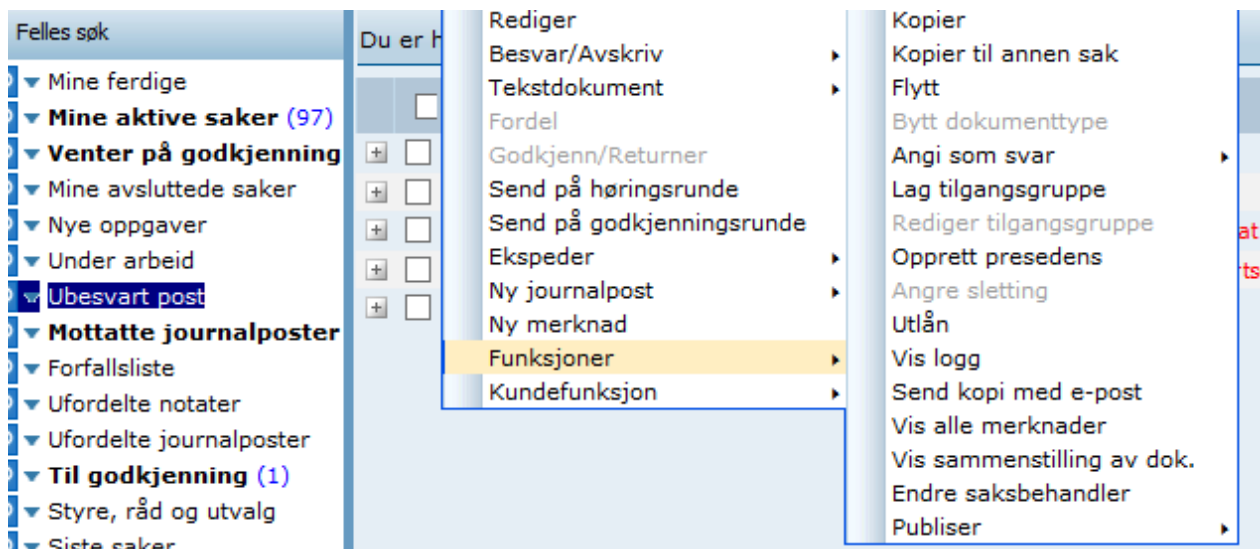 Felles søk
Mine ferdige
Mine aktive saker (97)
Venter på godkjenning
Mine avsluttede saker
Nye oppgaver
Under arbeid
Ubesvart post
Mottatte journalposter
Forfallsliste
Ufordelte notater
Ufordelte journalposter
Til godkjenning (1)
Styre, råd og utvalg
Siste saker
Du er
Rediger
Besvar/Avskriv
Tekstdokument
Fordel
Godkjenn/Returner
Send på høringsrunde
Send på godkjenningsrunde
Ekspeder
Ny journalpost
Ny merknad
Funksjoner
Kundefunksjon
Kopier
Kopier til annen sak
Flytt
Bytt dokumenttype
Angi som svar
Lag tilgangsgruppe
Rediger tilgangsgruppe
Opprett presedens
Angre sletting
Utlån
Vis logg
Send kopi med e-post
Vis alle merknader
Vis sammenstilling av dok.
Endre saksbehandler
Publiser